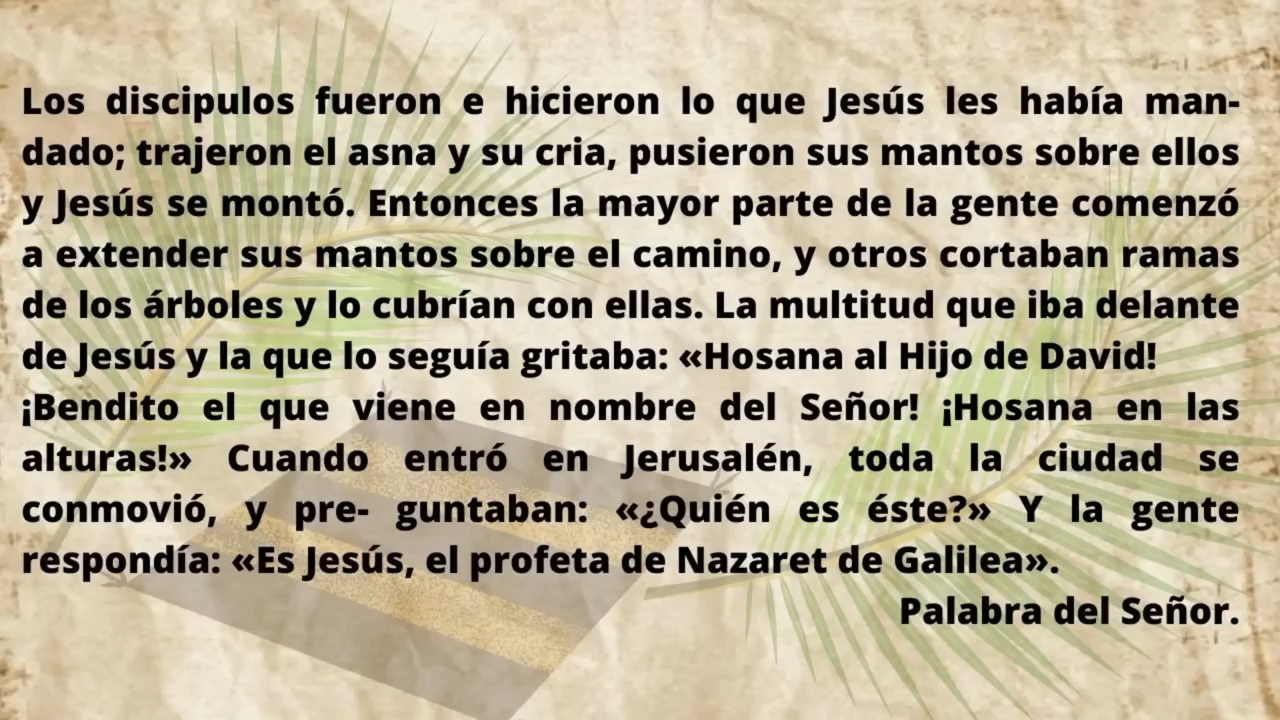 Los discipulos fueron e hicieron lo que Jesús les había man-
dado; trajeron el asna y su cria, pusieron sus mantos sobre ellos
y Jesús se montó. Entonces la mayor parte de la gente comenzó
a extender sus mantos sobre el camino, y otros cortaban ramas
de los árboles y lo cubrían con ellas. La multitud que iba delante
de Jesús y la que lo seguía gritaba: «Hosana al Hijo de David!
¡Bendito el que viene en nombre del Señor! ¡Hosana en las
alturas!» Cuando entró en Jerusalén, toda la ciudad se
conmovió, y pre- guntaban: «¿Quién es éste?» Y la gente
respondía: «Es Jesús, el profeta de Nazaret de Galilea».
Palabra del Señor.